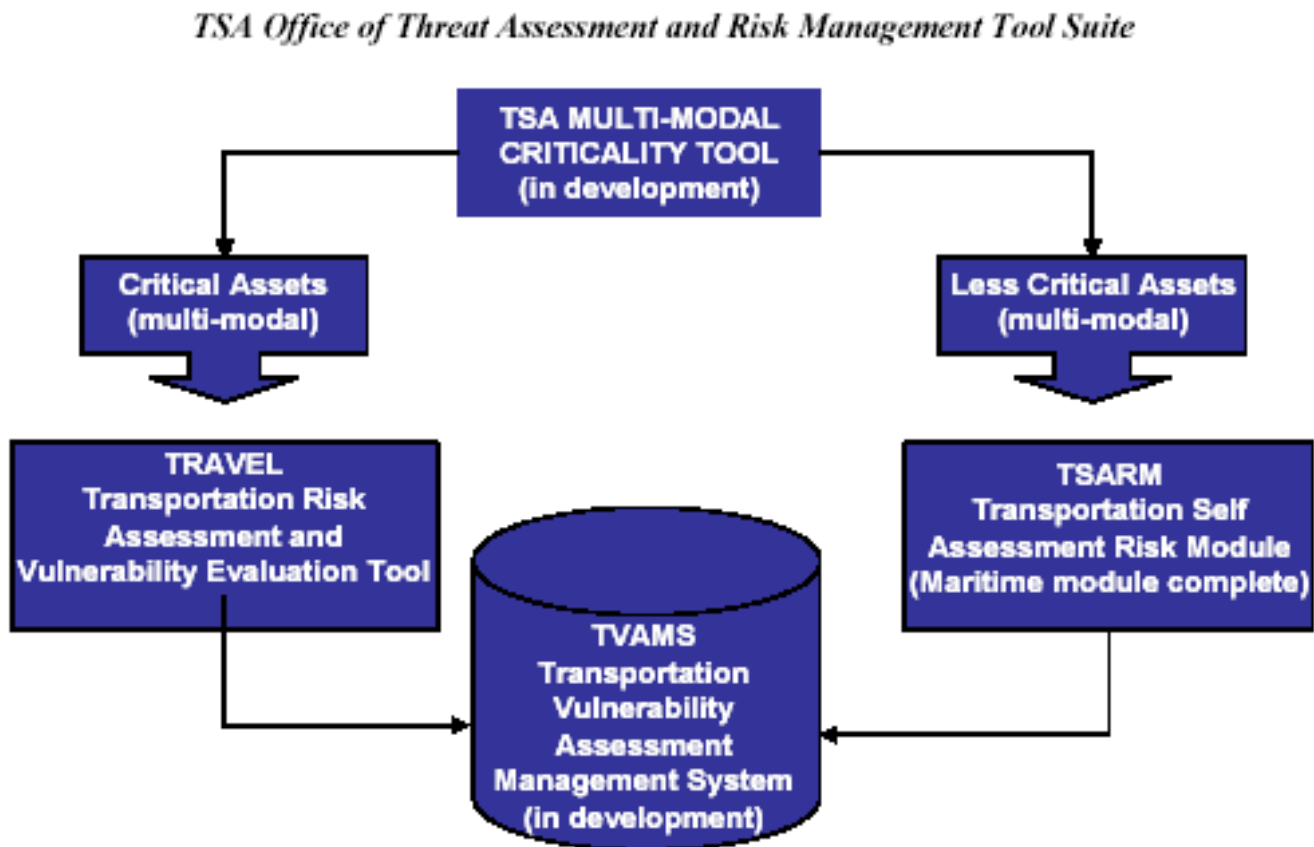 TSA Office of Threat Assessment and Risk Management Tool Suite
TSA MULTI-MODAL
CRITICALITY TOOL
(in development)
Critical Assets
(multi-modal)
Less Critical Assets
(multi-modal)
TRAVEL
Transportation Risk
Assessment and
Vulnerability Evaluation Tool
TSARM
Transportation Self
Assessment Risk Module
(Maritime module complete)
TVAMS
Transportation
Vulnerability
Assessment
Management System
(in development)